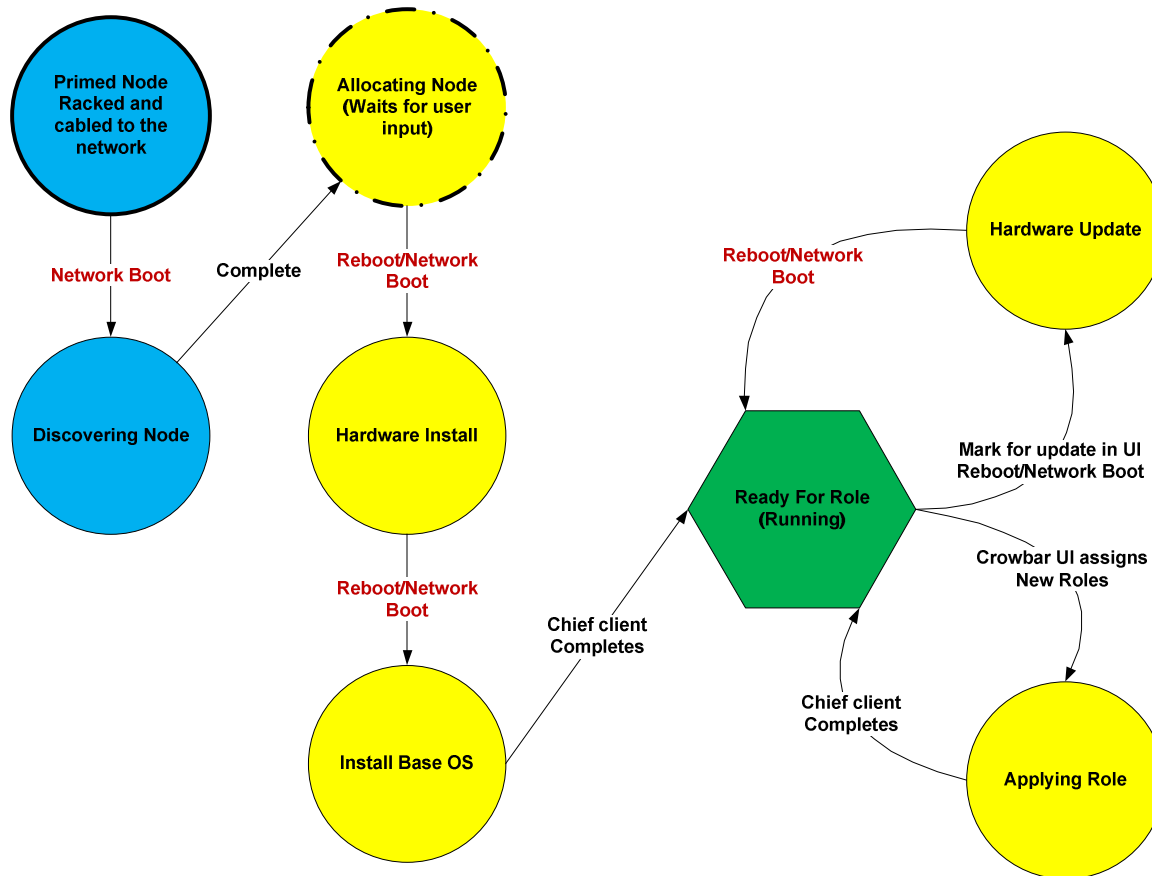 Primed Node
Racked and
cabled to the
network
Allocating Node
(Waits for user
input)
Network Boot
Complete
Reboot/Network
Boot
Discovering Node
Hardware Install
Reboot/Network
Boot
Install Base OS
Chief client
Completes
Ready For Role
(Running)
Reboot/Network
Boot
Hardware Update
Mark for update in UI
Reboot/Network Boot
Crowbar UI assigns
New Roles
Chief client
Completes
Applying Role